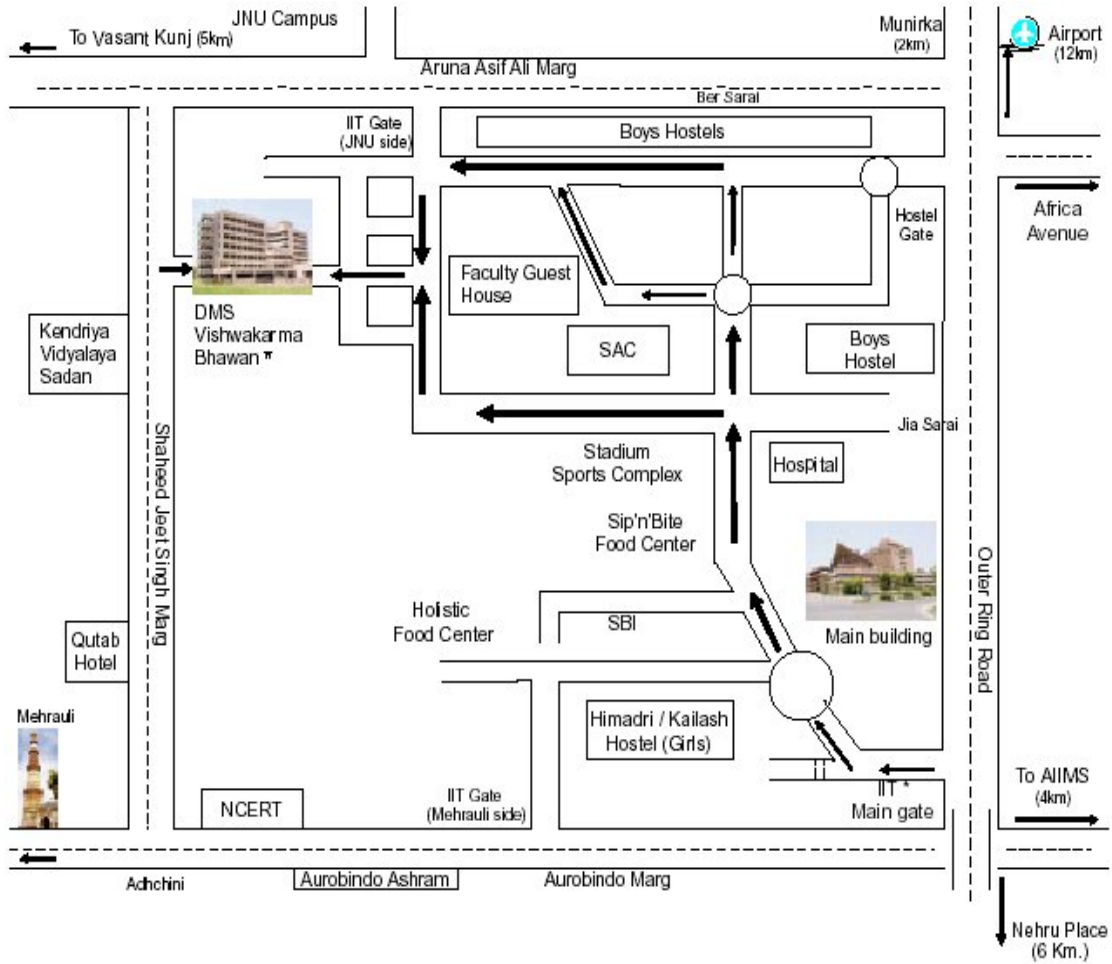 JNU Campus
To Vasant Kunj (5km)
Munirka
(2km)
Airport
(12km)
Aruna Asif Ali Marg
Ber Sarai
IIT Gate
(JNU side)
Boys Hostels
Hostel
Gate
Africa
Avenue
Faculty Guest
House
DMS
Vishwakarma
Bhawan
Kendriya
Vidyalaya
Sadan
SAC
Boys
Hostel
Jia Sarai
Shaheed Jeet Singh Marg
Stadium
Sports Complex
Hospital
Sip'n'Bite
Food Center
Outer Ring Road
Holistic
Food Center
SBI
Main building
Qutab
Hotel
Mehrauli
Himadri / Kailash
Hostel (Girls)
To AIIMS
(4km)
NCERT
IIT Gate
(Mehrauli side)
IIT *
Main gate
Adhchini
Aurobindo Ashram
Aurobindo Marg
Nehru Place
(6 Km.)